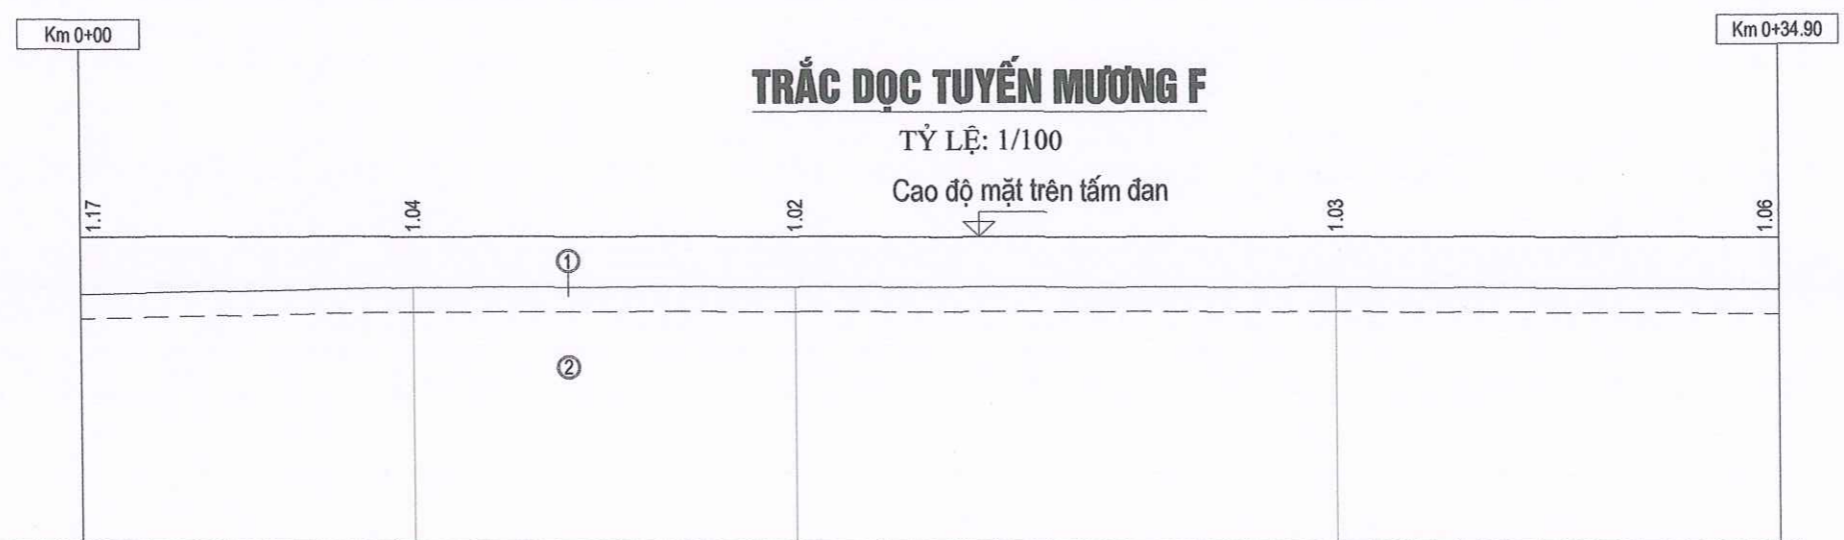 Km 0+00
Km 0+34.90
TRẮC DỌC TUYẾN MƯƠNG F
TỶ LỆ: 1/100
Cao độ mặt trên tấm đan
1.17
1.04
1.02
1.03
1.06
①
②